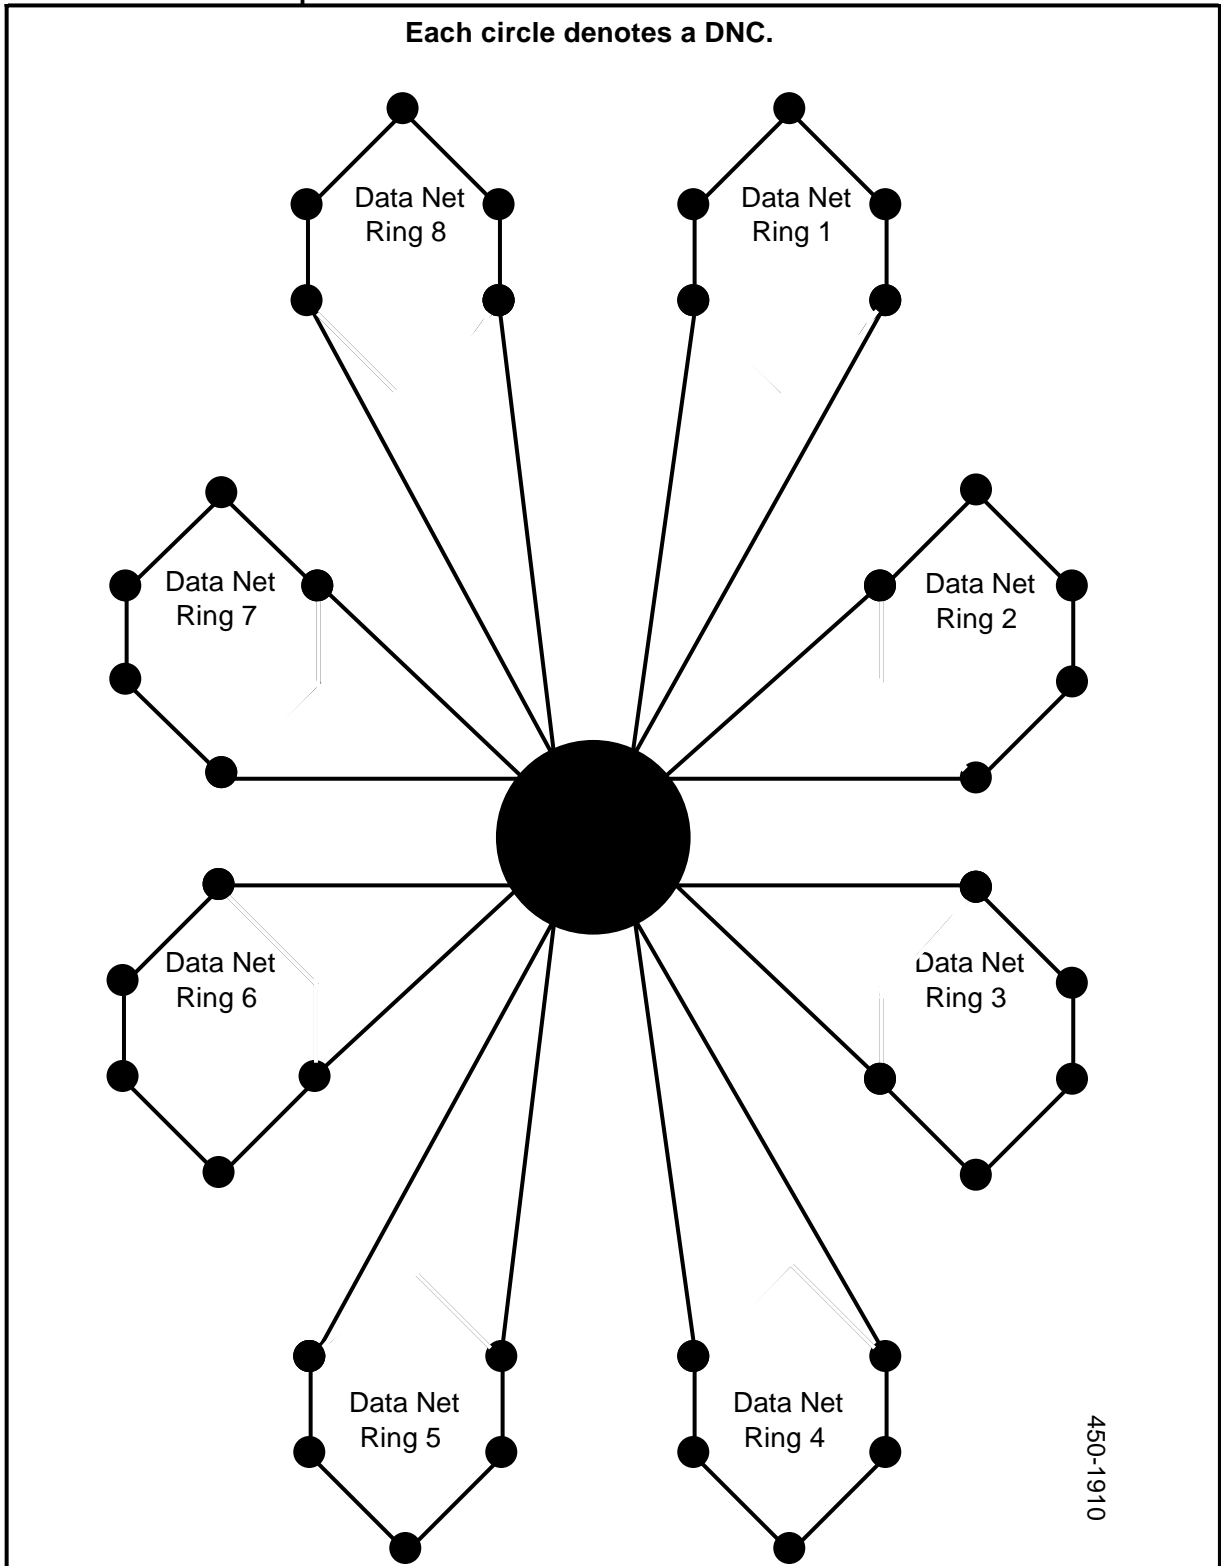 Each circle denotes a DNC.
Data Net
Ring 8
Data Net
Ring 1
Data Net
Ring 7
Data Net
Ring 2
Data Net
Ring 6
Data Net
Ring 3
Data Net
Ring 5
Data Net
Ring 4
450-1910